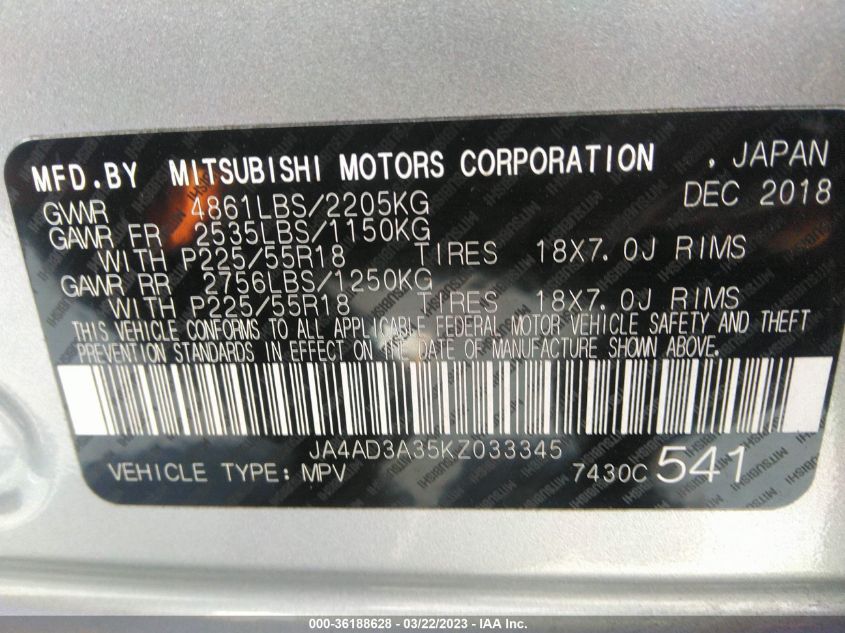 MFD.BY MITSUBISHI MOTORS CORPORATION . JAPAN
GVWR 4861LBS/2205KG DEC 2018
GAWR FR 2535LBS/1150KG
WITH P225/55R18 TIRES 18X7.0J RIMS
GAWR RR 2756LBS/1250KG
WITH P225/55R18 TIRES 18X7.0J RIMS
THIS VEHICLE CONFORMS TO ALL APPLICABLE FEDERAL MOTOR VEHICLE SAFETY AND THEFT
PREVENTION STANDARDS IN EFFECT ON THE DATE OF MANUFACTURE SHOWN ABOVE.
JA4AD3A35KZ033345
VEHICLE TYPE: MPV 7430C 541
000-36188628 - 03/22/2023 - IAA Inc.